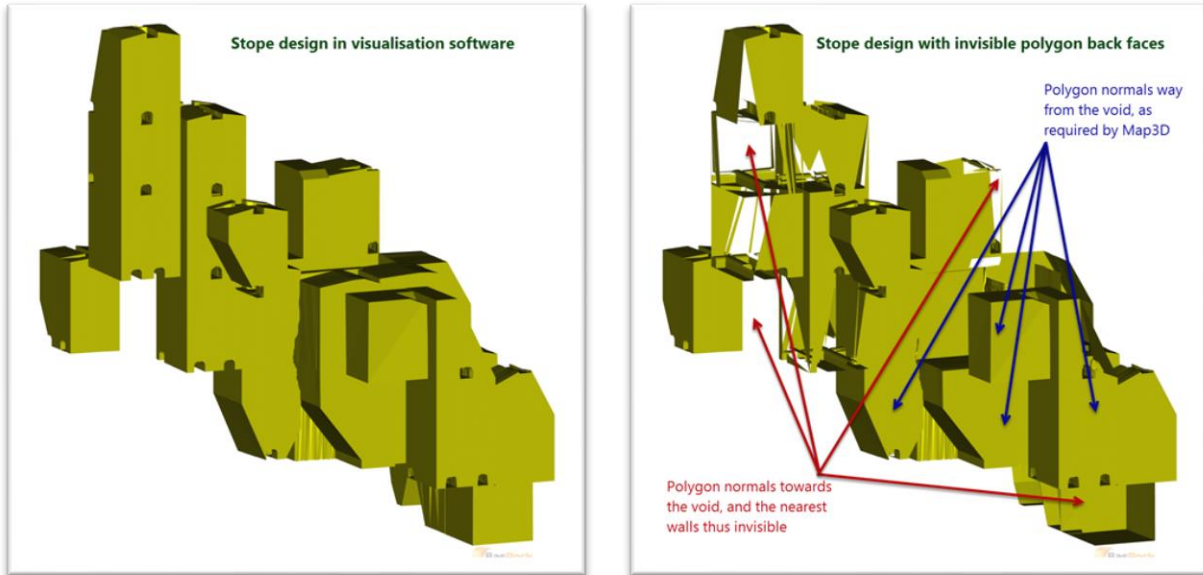 Stope design in visualisation software
Stope design with invisible polygon back faces
Polygon normals way
from the void, as
required by Map3D
Polygon normals towards
the void, and the nearest
walls thus invisible